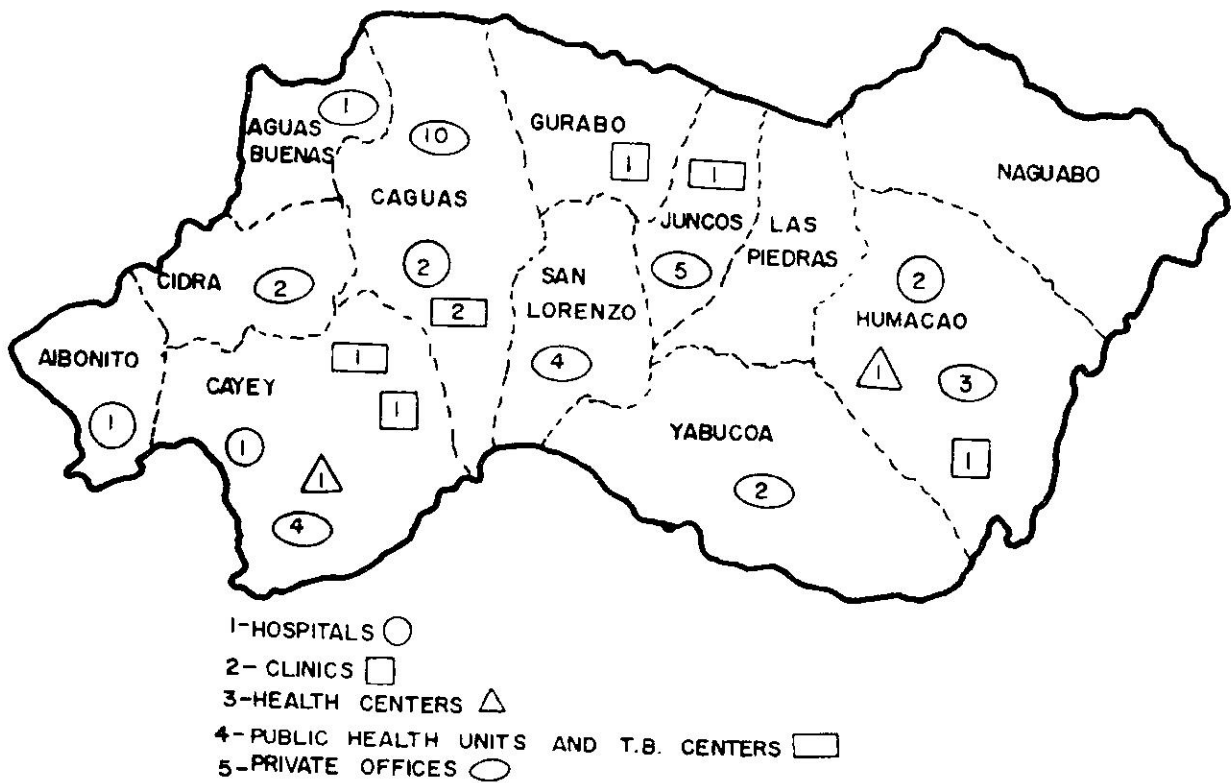 1
AGUAS
BUENAS
10
CAGUAS
2
2
GURABO
1
1
JUNCOS
5
LAS
PIEDRAS
NAGUABO
CIDRA
2
SAN
LORENZO
4
2
HUMACAO
1
3
1
AIBONITO
1
CAYEY
1
1
1
1
4
YABUCOA
2
1-HOSPITALS
2- CLINICS
3-HEALTH CENTERS
4- PUBLIC HEALTH UNITS AND T.B. CENTERS
5-PRIVATE OFFICES